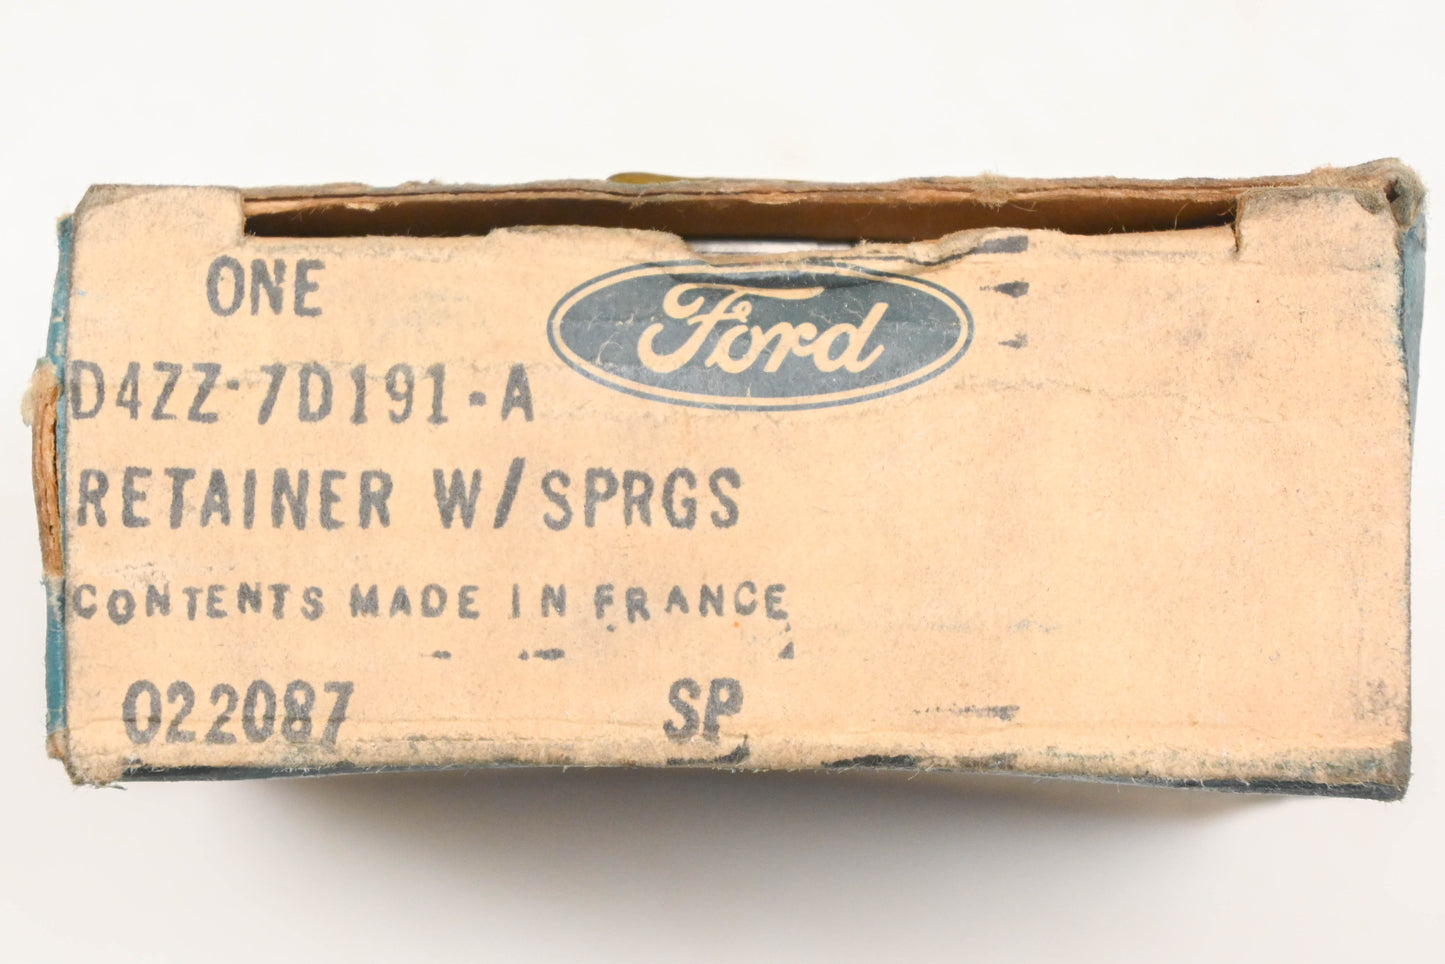 ONE
Ford
D4ZZ-7D191-A
RETAINER W/SPRGS
CONTENTS MADE IN FRANCE
022087 SP